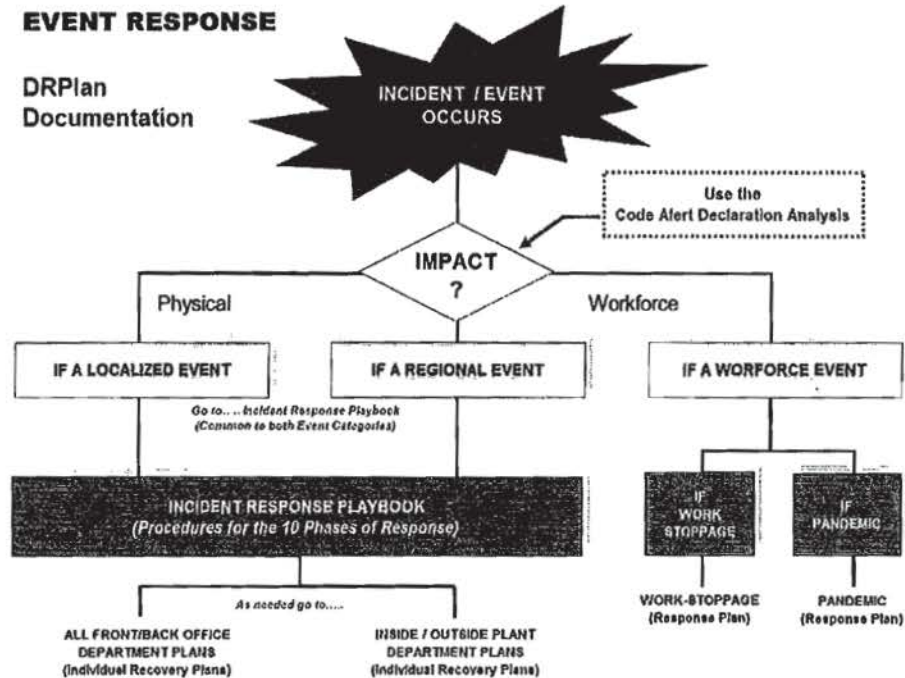 EVENT RESPONSE
DRPlan
Documentation
INCIDENT / EVENT
OCCURS
Use the
Code Alert Declaration Analysis
IMPACT
?
Physical
Workforce
IF A LOCALIZED EVENT
IF A REGIONAL EVENT
IF A WORFORCE EVENT
Go to..... Incident Response Playbook
(Common to both Event Categories)
INCIDENT RESPONSE PLAYBOOK
(Procedures for the 10 Phases of Response)
IF
WORK
STOPPAGE
IF
PANDEMIC
As needed go to.....
WORK-STOPPAGE
(Response Plan)
PANDEMIC
(Response Plan)
ALL FRONT/BACK OFFICE
DEPARTMENT PLANS
(Individual Recovery Plans)
INSIDE / OUTSIDE PLANT
DEPARTMENT PLANS
(Individual Recovery Plans)